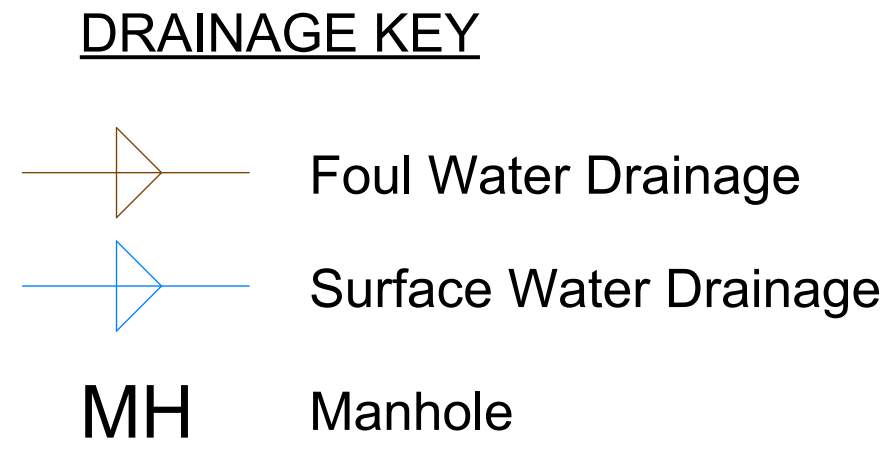 DRAINAGE KEY
Foul Water Drainage
Surface Water Drainage
MH Manhole